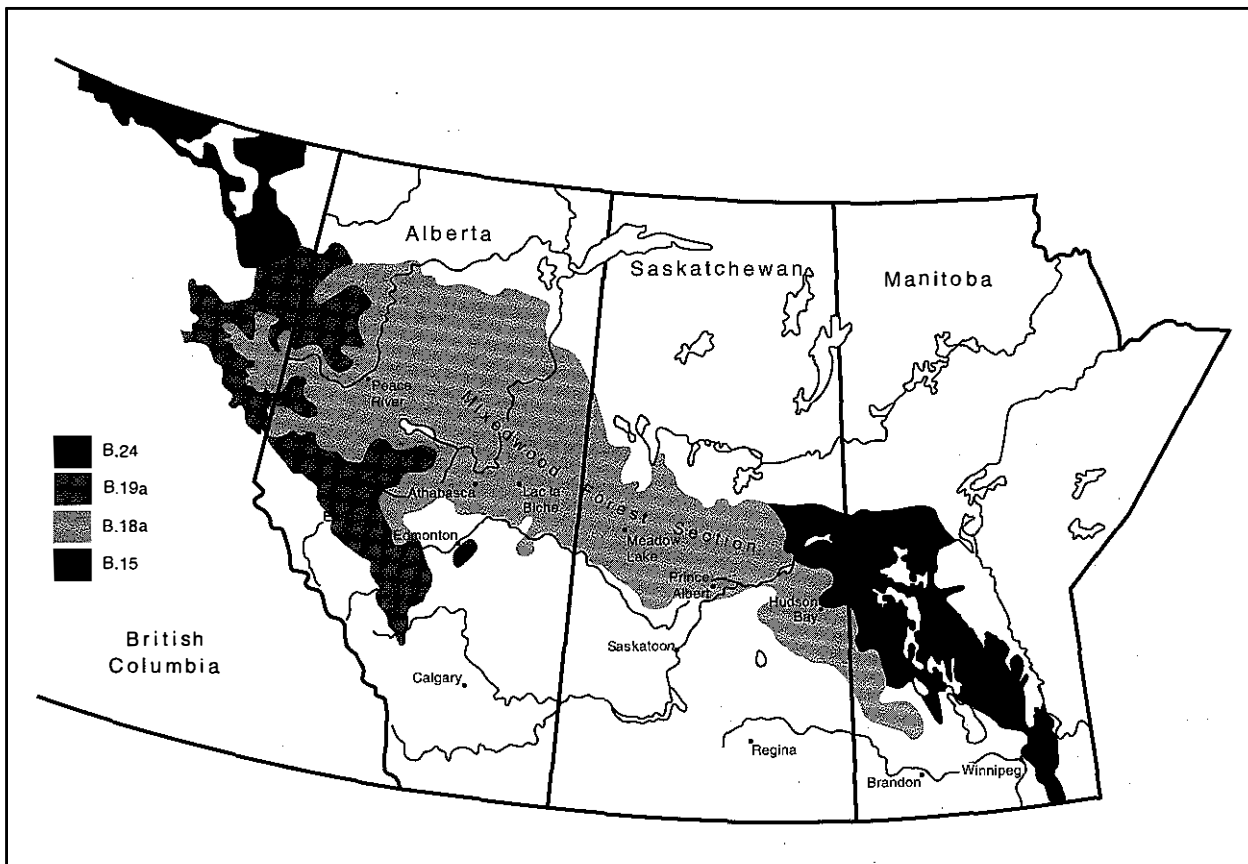 Alberta
Saskatchewan
Manitoba
Peace
River
Mixedwood Forest Section
B.24
B.19a
B.18a
B.15
Athabasca
Lac la
Biche
Edmonton
Meadow
Lake
Prince
Albert
Hudson
Bay
British
Columbia
Saskatoon
Calgary
Regina
Brandon
Winnipeg